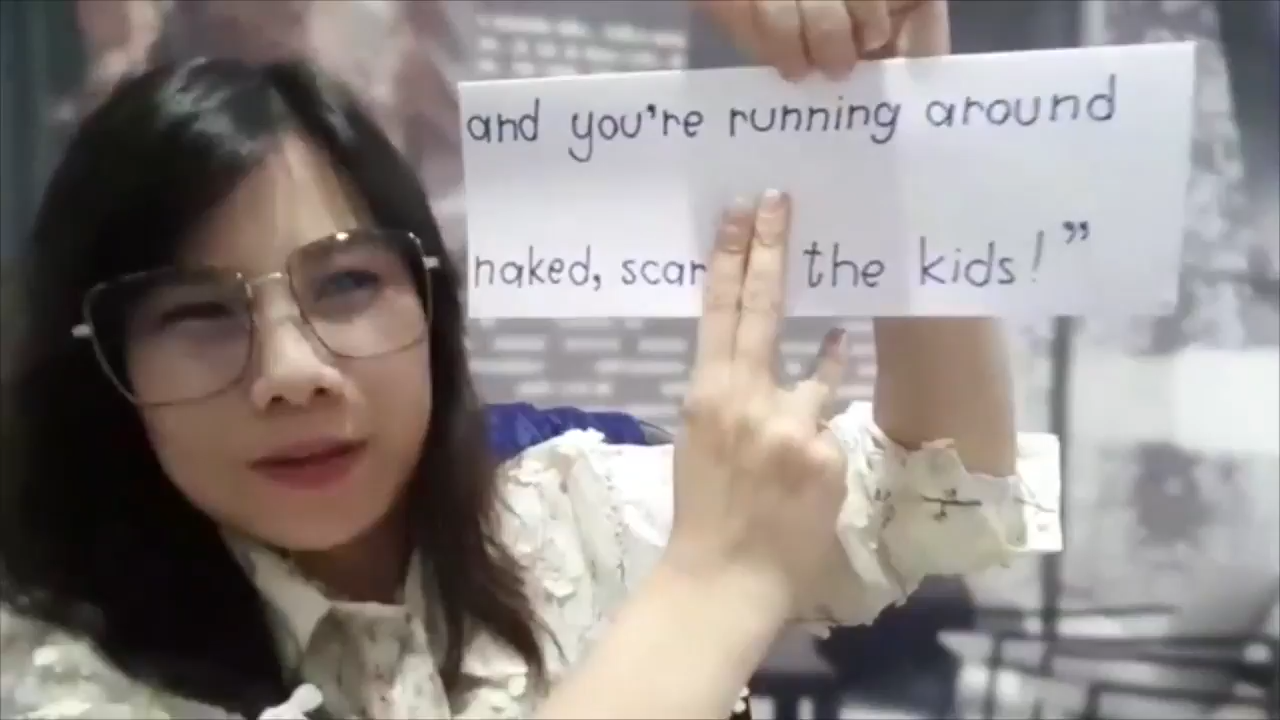 and you're running around
naked, scar the kids!”